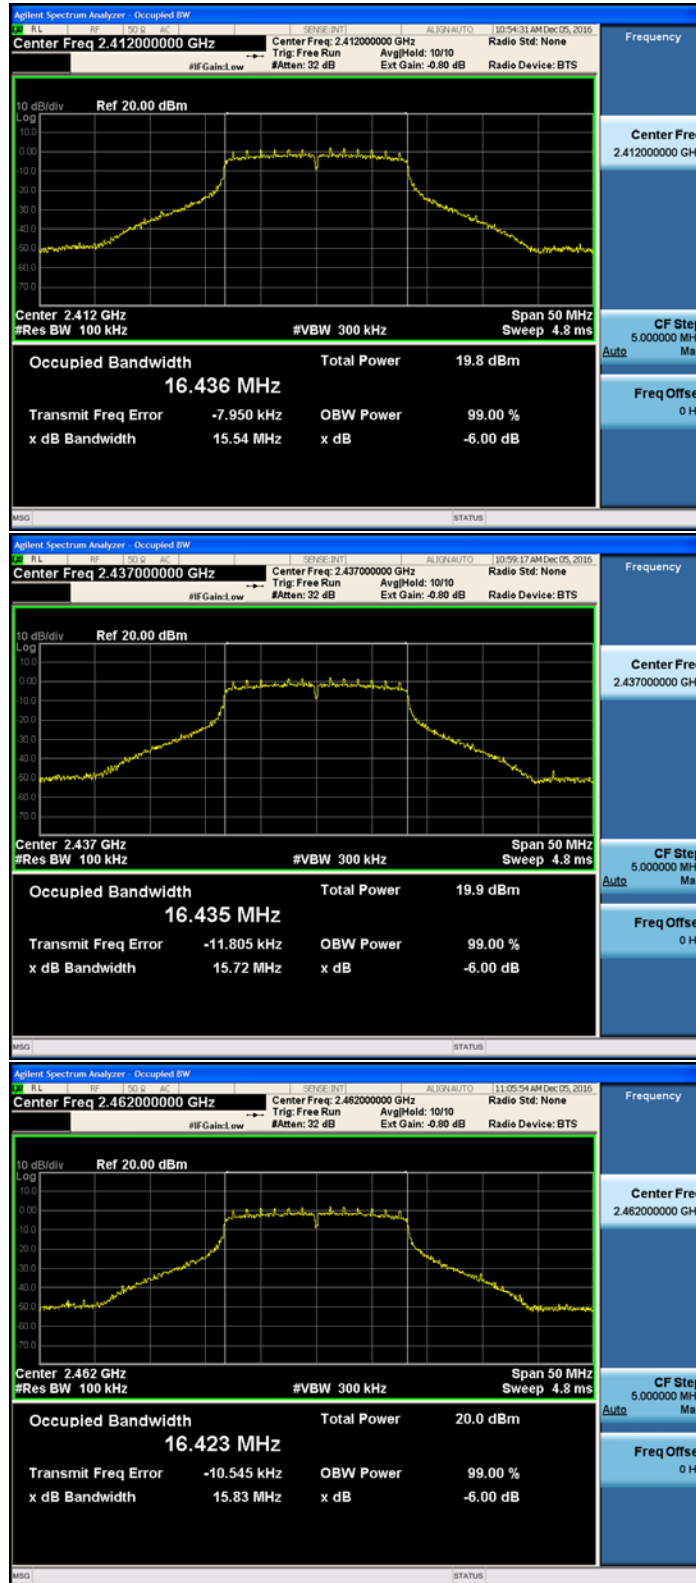 Agilent Spectrum Analyzer - Occupied BW
RL RF 50 Ω AC SENSE:INT ALIGNAUTO 10:54:31 AM Dec 05, 2016
Center Freq 2.412000000 GHz Center Freq: 2.412000000 GHz Radio Std: None Frequency
Trig: Free Run Avg|Hold: 10/10
#IFGain:Low #Atten: 32 dB Ext Gain: -0.80 dB Radio Device: BTS
10 dB/div Ref 20.00 dBm
Log
10.0
0.00
-10.0
-20.0
-30.0
-40.0
-50.0
-60.0
-70.0
Center Fre
2.412000000 GH
Center 2.412 GHz Span 50 MHz
#Res BW 100 kHz #VBW 300 kHz Sweep 4.8 ms
CF Step
5.000000 MH
Auto Ma
Occupied Bandwidth Total Power 19.8 dBm
16.436 MHz
Transmit Freq Error -7.950 kHz OBW Power 99.00 %
x dB Bandwidth 15.54 MHz x dB -6.00 dB
Freq Offse
0 H
MSG STATUS
Agilent Spectrum Analyzer - Occupied BW
RL RF 50 Ω AC SENSE:INT ALIGNAUTO 10:59:17 AM Dec 05, 2016
Center Freq 2.437000000 GHz Center Freq: 2.437000000 GHz Radio Std: None Frequency
Trig: Free Run Avg|Hold: 10/10
#IFGain:Low #Atten: 32 dB Ext Gain: -0.80 dB Radio Device: BTS
10 dB/div Ref 20.00 dBm
Log
10.0
0.00
-10.0
-20.0
-30.0
-40.0
-50.0
-60.0
-70.0
Center Fre
2.437000000 GH
Center 2.437 GHz Span 50 MHz
#Res BW 100 kHz #VBW 300 kHz Sweep 4.8 ms
CF Step
5.000000 MH
Auto Ma
Occupied Bandwidth Total Power 19.9 dBm
16.435 MHz
Transmit Freq Error -11.805 kHz OBW Power 99.00 %
x dB Bandwidth 15.72 MHz x dB -6.00 dB
Freq Offse
0 H
MSG STATUS
Agilent Spectrum Analyzer - Occupied BW
RL RF 50 Ω AC SENSE:INT ALIGNAUTO 11:05:54 AM Dec 05, 2016
Center Freq 2.462000000 GHz Center Freq: 2.462000000 GHz Radio Std: None Frequency
Trig: Free Run Avg|Hold: 10/10
#IFGain:Low #Atten: 32 dB Ext Gain: -0.80 dB Radio Device: BTS
10 dB/div Ref 20.00 dBm
Log
10.0
0.00
-10.0
-20.0
-30.0
-40.0
-50.0
-60.0
-70.0
Center Fre
2.462000000 GH
Center 2.462 GHz Span 50 MHz
#Res BW 100 kHz #VBW 300 kHz Sweep 4.8 ms
CF Step
5.000000 MH
Auto Ma
Occupied Bandwidth Total Power 20.0 dBm
16.423 MHz
Transmit Freq Error -10.545 kHz OBW Power 99.00 %
x dB Bandwidth 15.83 MHz x dB -6.00 dB
Freq Offse
0 H
MSG STATUS